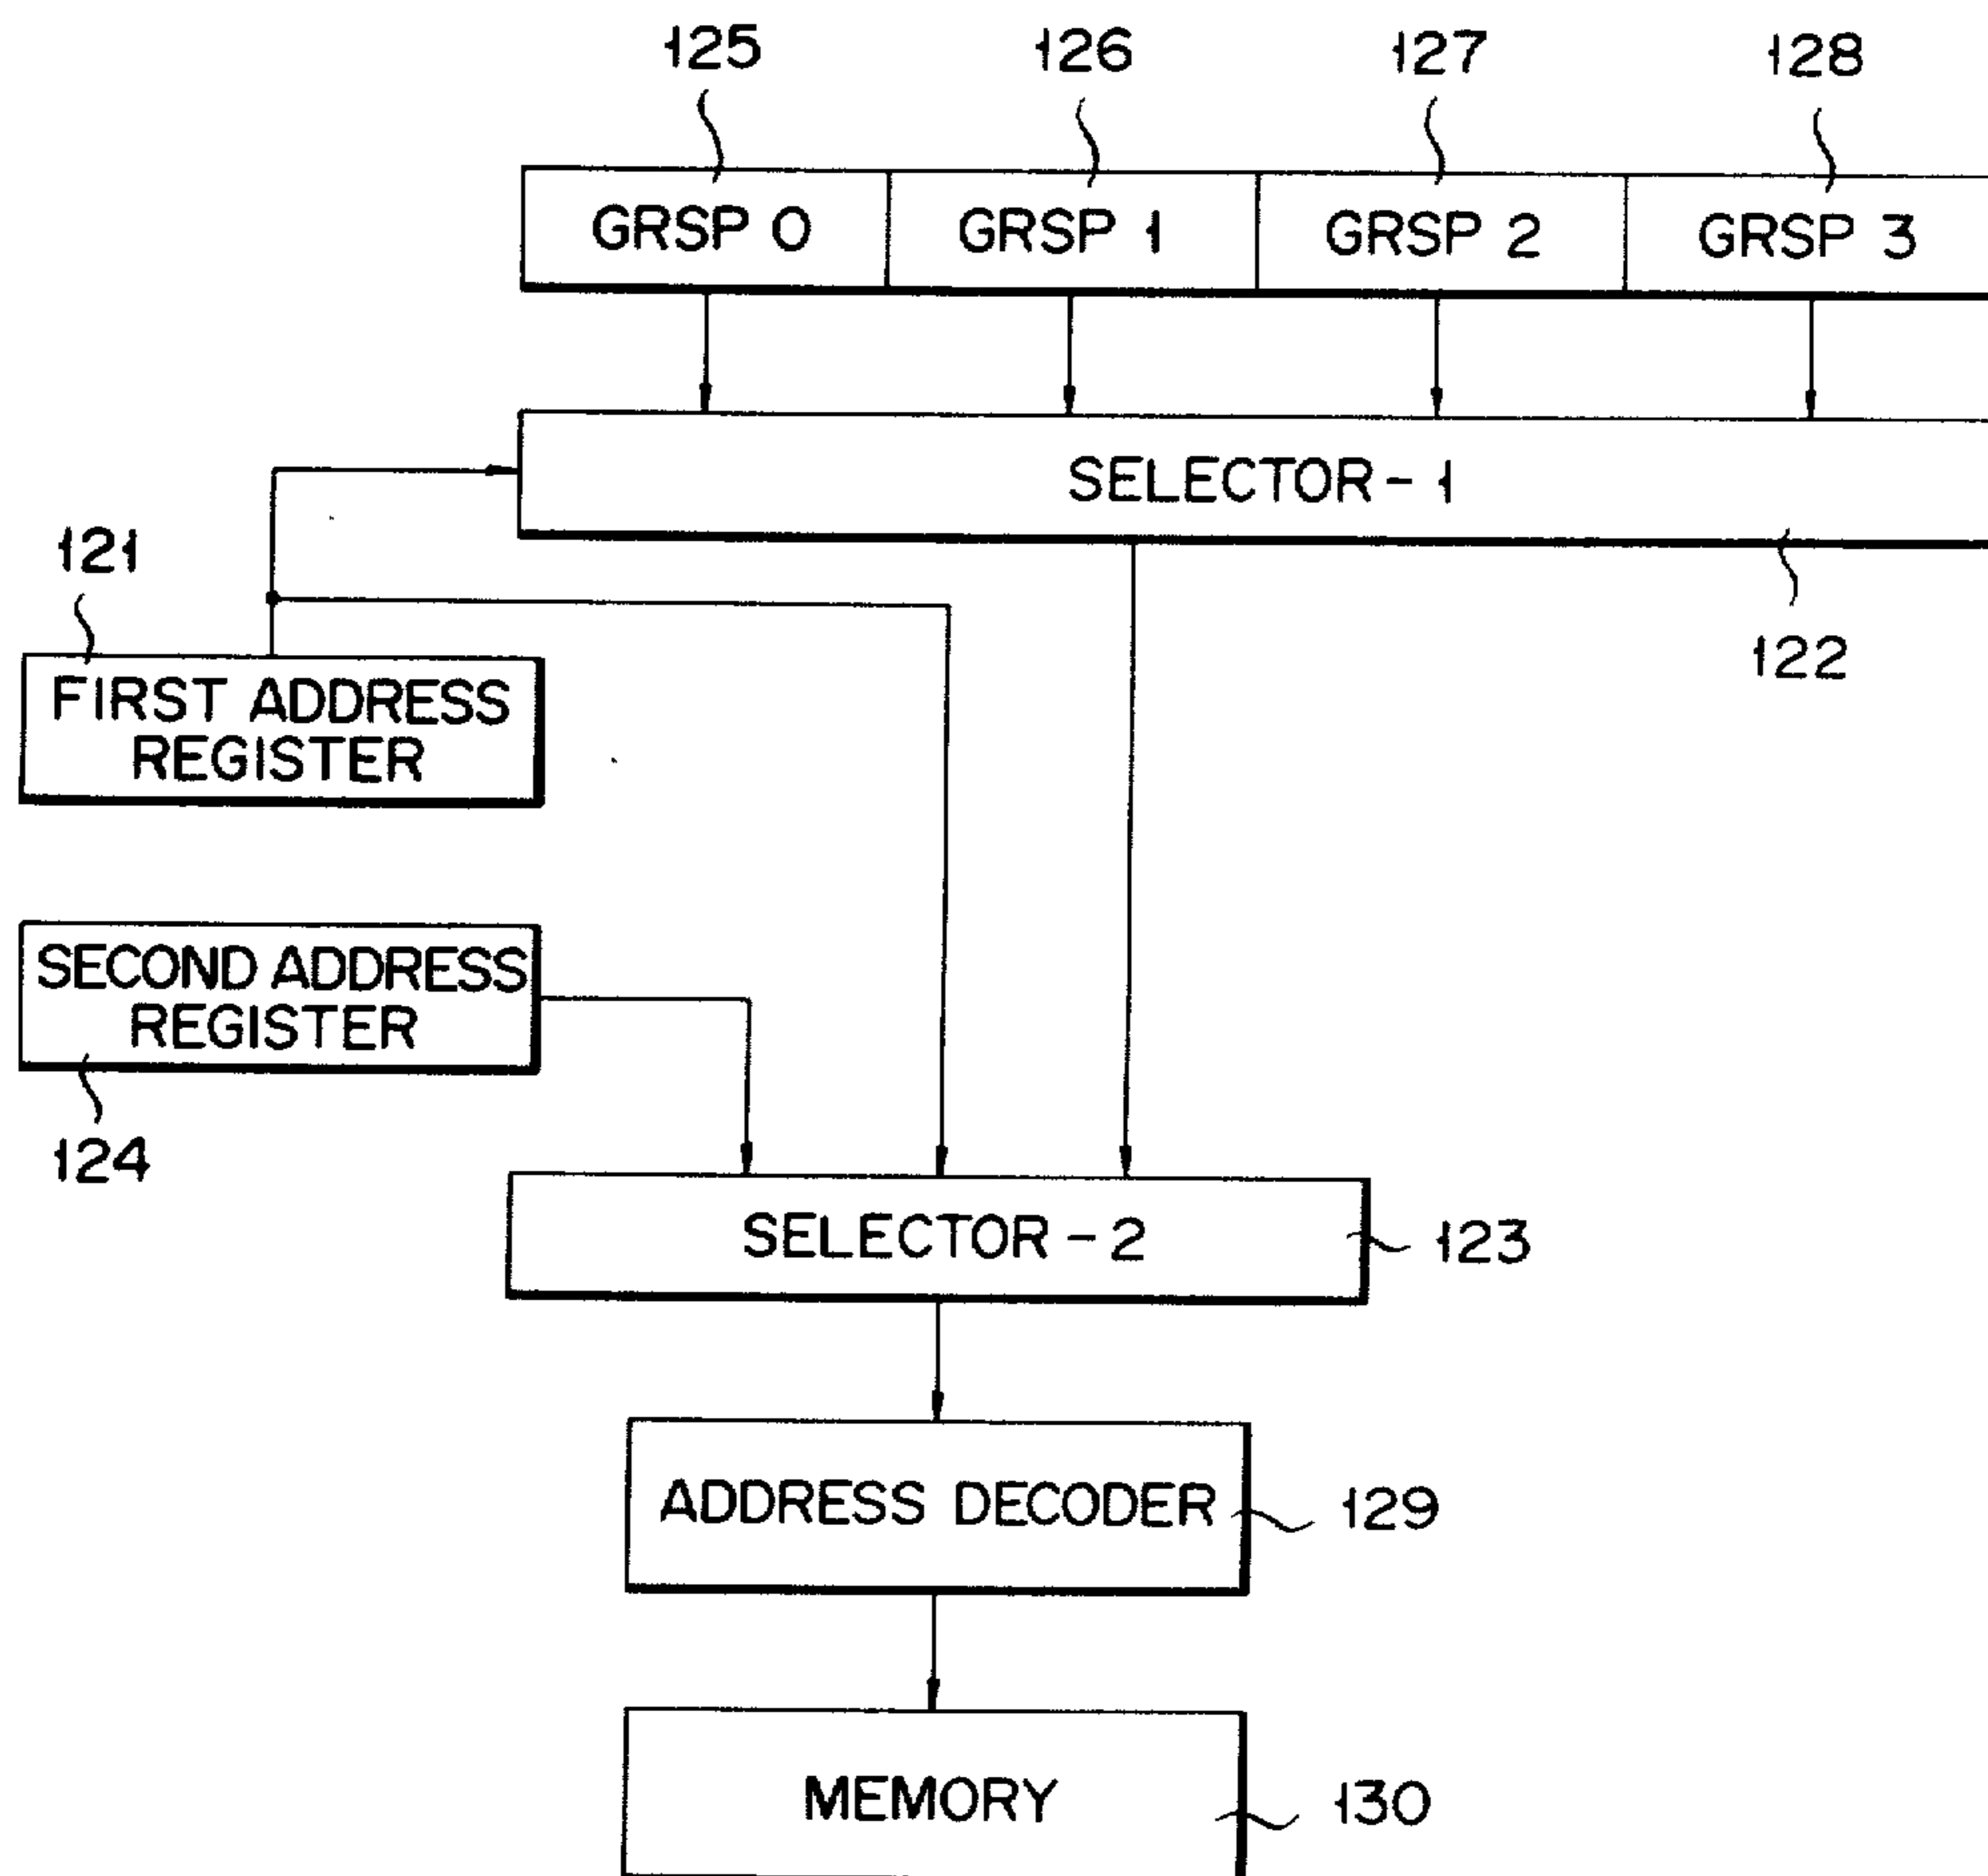 125 126 127 128
GRSP 0 GRSP 1 GRSP 2 GRSP 3
SELECTOR - 1
121
122
FIRST ADDRESS
REGISTER
SECOND ADDRESS
REGISTER
124
SELECTOR - 2 123
ADDRESS DECODER 129
MEMORY 130